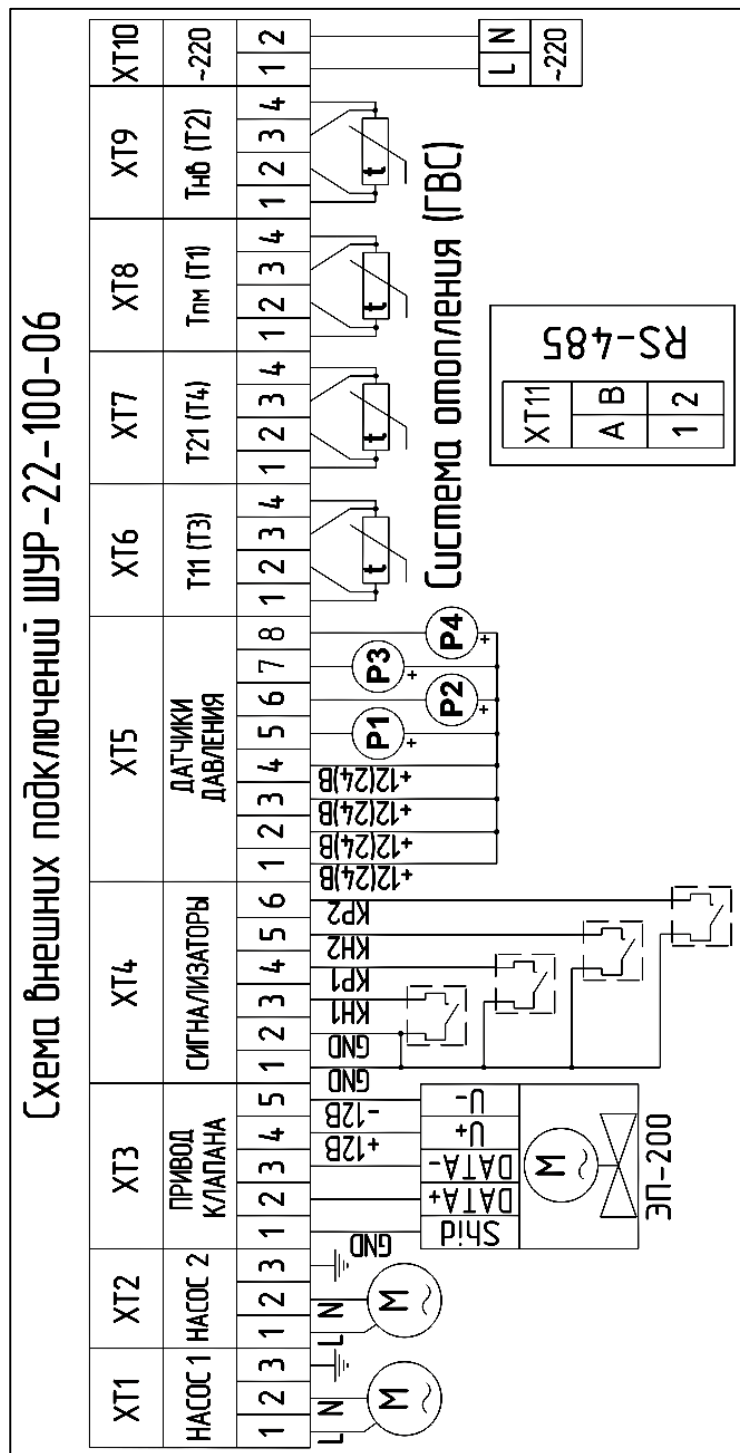 Схема внешних подключений ШУР-22-100-06
XT1
НАСОС 1
1 2 3
L N
M
XT2
НАСОС 2
1 2 3
L N
M
XT3
ПРИВОД
КЛАПАНА
1 2 3 4 5
GND
+12В
-12В
Shid
DATA+
DATA-
U+
U-
M
ЭП-200
XT4
СИГНАЛИЗАТОРЫ
1 2 3 4 5 6
GND
GND
КН1
КР1
КН2
КР2
XT5
ДАТЧИКИ
ДАВЛЕНИЯ
1 2 3 4 5 6 7 8
+12(24)В
+12(24)В
+12(24)В
+12(24)В
P1
+
P2
+
P3
+
P4
+
XT6
T11 (T3)
1 2 3 4
t
XT7
T21 (T4)
1 2 3 4
t
XT8
Tпм (T1)
1 2 3 4
t
XT9
Tнв (T2)
1 2 3 4
t
XT10
~220
1 2
L N
~220
Система отопления (ГВС)
XT11
A B
1 2
RS-485